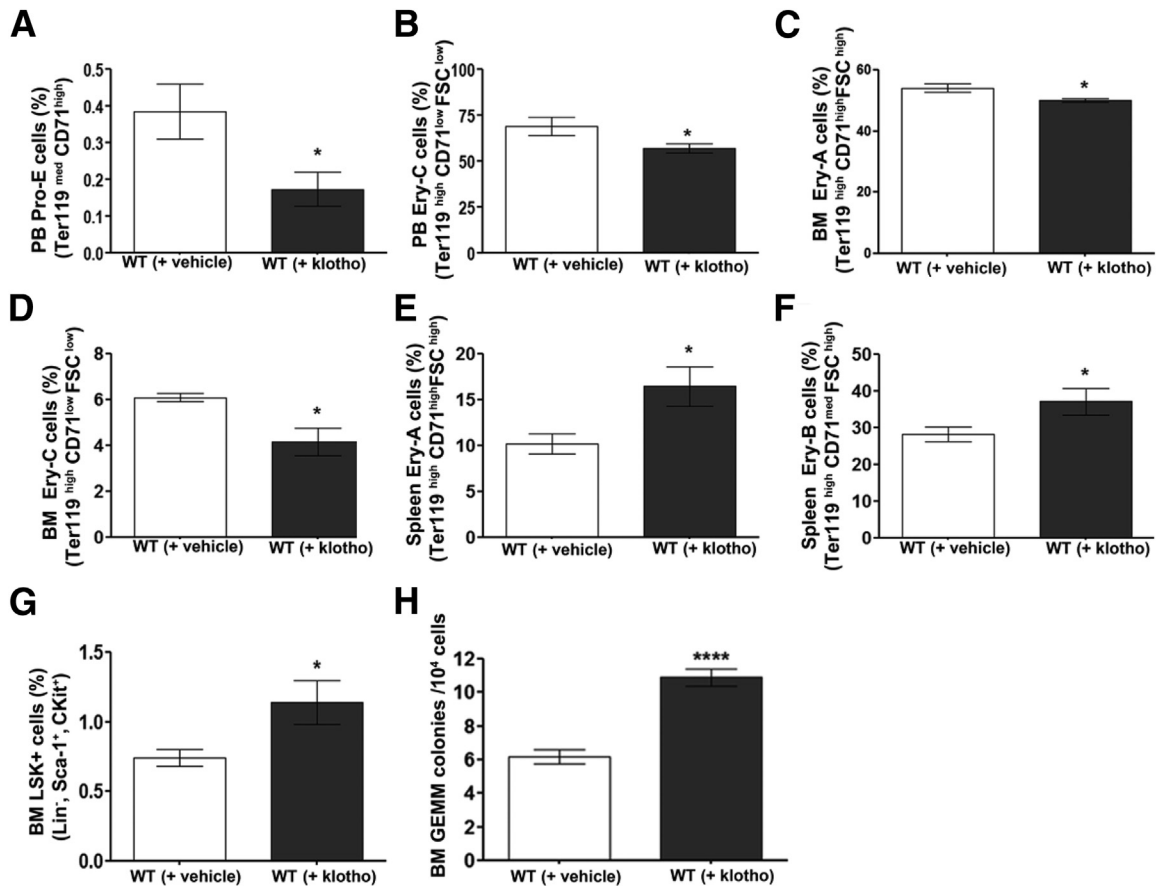 A
PB Pro-E cells (%)
(Ter119 med CD71high)
0.5
0.4
0.3
0.2
0.1
0.0
*
WT (+ vehicle) WT (+ klotho)
B
PB Ery-C cells (%)
(Ter119 high CD71low FSC low)
100
75
50
25
0
*
WT (+ vehicle) WT (+ klotho)
C
BM Ery-A cells (%)
(Ter119 high CD71highFSC high)
60
40
20
0
*
WT (+ vehicle) WT (+ klotho)
D
BM Ery-C cells (%)
(Ter119 high CD71low FSC low)
8
6
4
2
0
*
WT (+ vehicle) WT (+ klotho)
E
Spleen Ery-A cells (%)
(Ter119 high CD71highFSC high)
20
15
10
5
0
*
WT (+ vehicle) WT (+ klotho)
F
Spleen Ery-B cells (%)
(Ter119 high CD71med FSC high)
50
40
30
20
10
0
*
WT (+ vehicle) WT (+ klotho)
G
BM LSK+ cells (%)
(Lin-, Sca-1+, CKit+)
1.5
1.0
0.5
0.0
*
WT (+ vehicle) WT (+ klotho)
H
BM GEMM colonies /10⁴ cells
12
10
8
6
4
2
0
****
WT (+ vehicle) WT (+ klotho)